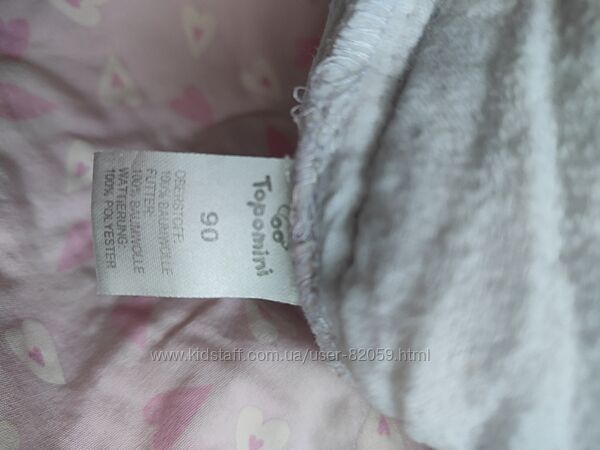 Topomini
90
OBERSTOFF:
100% BAUMWOLLE
FUTTER:
100% BAUMWOLLE
WATTIERUNG:
100% POLYESTER
www.kidstaff.com.ua/user-82059.html